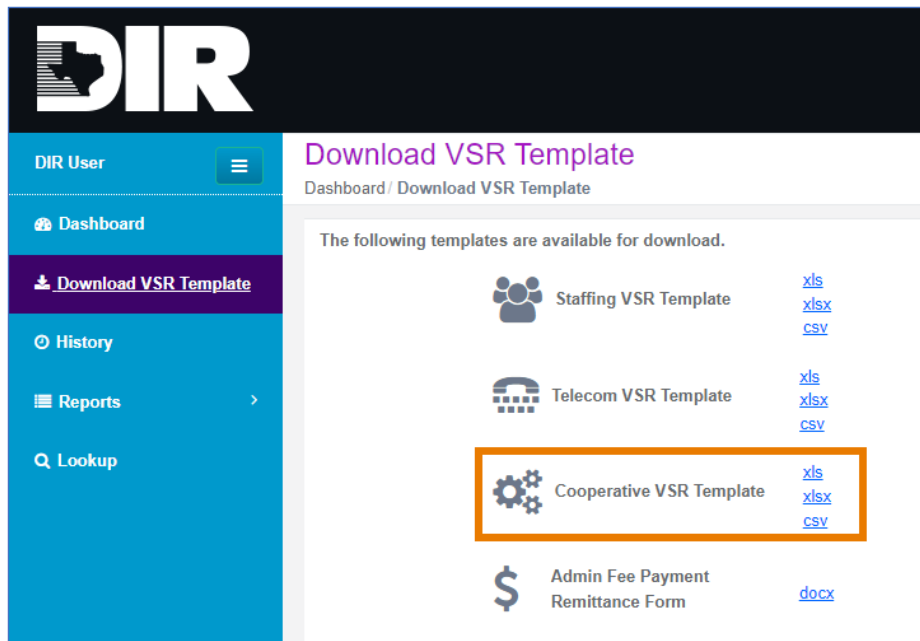 DIR
DIR User
Dashboard
Download VSR Template
History
Reports
Lookup
Download VSR Template
Dashboard / Download VSR Template
The following templates are available for download.
Staffing VSR Template
xls
xlsx
csv
Telecom VSR Template
xls
xlsx
csv
Cooperative VSR Template
xls
xlsx
csv
Admin Fee Payment
Remittance Form
docx